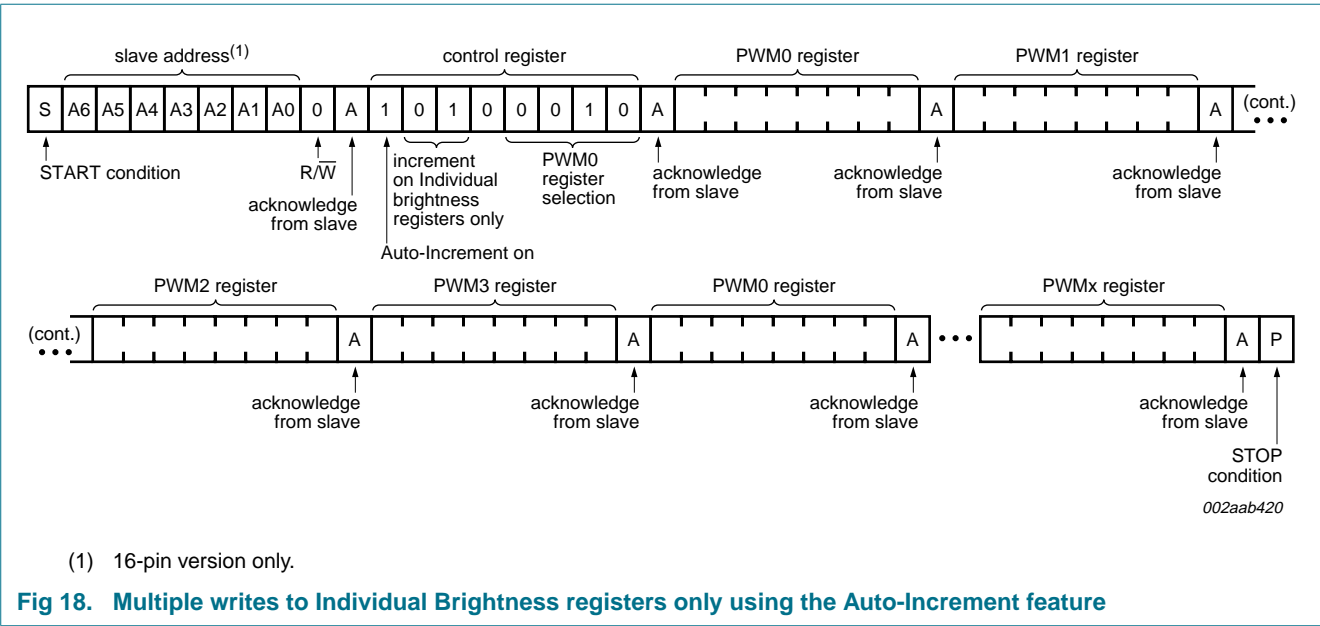 slave address(1) control register PWM0 register PWM1 register
S A6 A5 A4 A3 A2 A1 A0 0 A 1 0 1 0 0 0 1 0 A A A (cont.)
START condition
R/W̅
acknowledge
from slave
Auto-Increment on
increment
on Individual
brightness
registers only
PWM0
register
selection
acknowledge
from slave
acknowledge
from slave
acknowledge
from slave
PWM2 register PWM3 register PWM0 register PWMx register
(cont.) A A A A P
acknowledge
from slave
acknowledge
from slave
acknowledge
from slave
acknowledge
from slave
STOP
condition
002aab420
(1) 16-pin version only.
Fig 18. Multiple writes to Individual Brightness registers only using the Auto-Increment feature